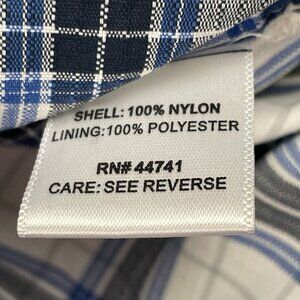 SHELL: 100% NYLON
LINING: 100% POLYESTER
RN# 44741
CARE: SEE REVERSE